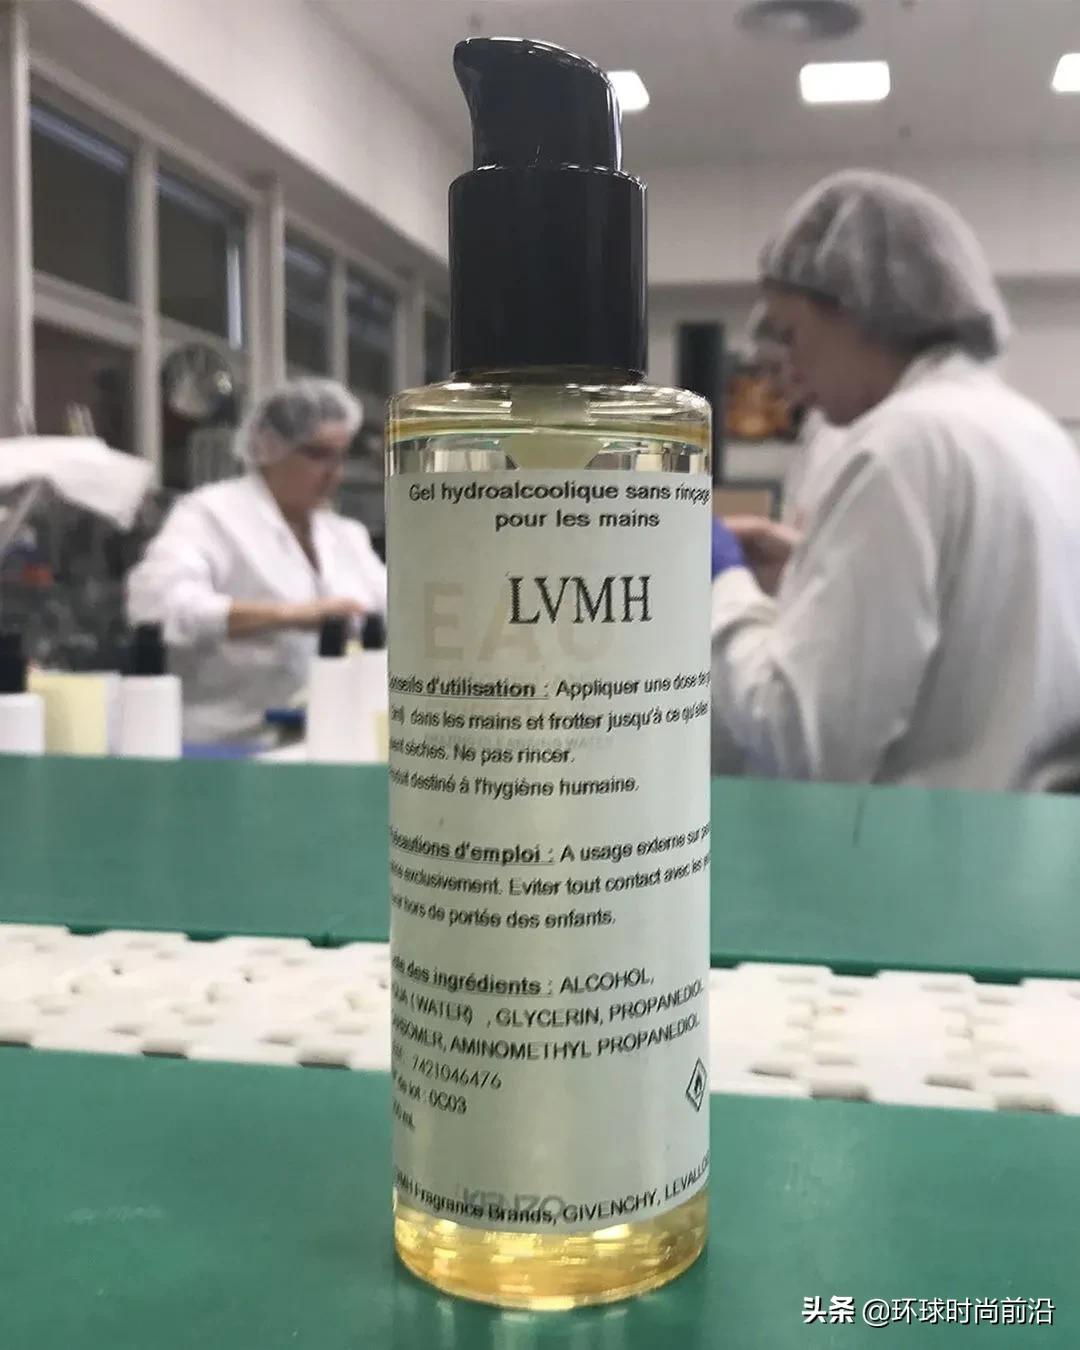 Gel hydroalcoolique sans rinçage
pour les mains
EAU
LVMH
d'utilisation : Appliquer une dose de
dans les mains et frotter jusqu'à ce qu'elles
sèches. Ne pas rincer.
destiné à l'hygiène humaine.
d'emploi : A usage externe sur
exclusivement. Eviter tout contact avec les
hors de portée des enfants.
des ingrédients : ALCOHOL,
(WATER) , GLYCERIN, PROPANEDIOL
AMINOMETHYL PROPANEDIOL
7421046476
de lot : 0C03
mL
KENZO
Fragrance Brands, GIVENCHY,
头条 @环球时尚前沿